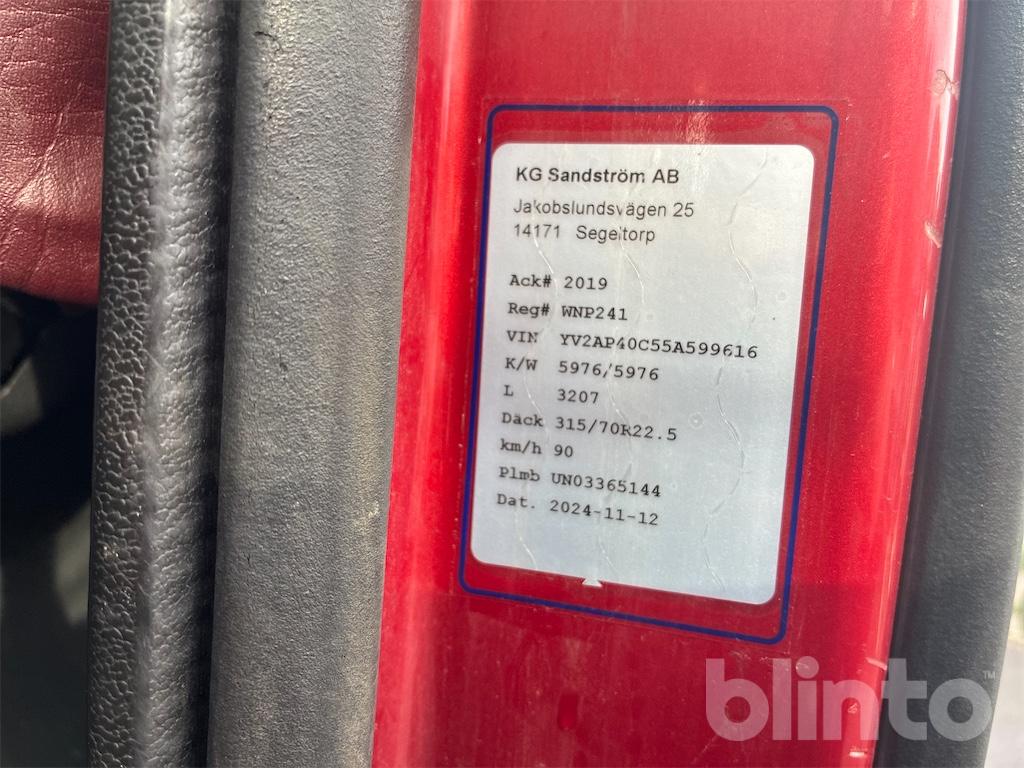 KG Sandström AB
Jakobslundsvägen 25
14171 Segeltorp
Ack# 2019
Reg# WNP241
VIN YV2AP40C55A599616
K/W 5976/5976
L 3207
Däck 315/70R22.5
km/h 90
Plmb UN03365144
Dat. 2024-11-12
blinto™